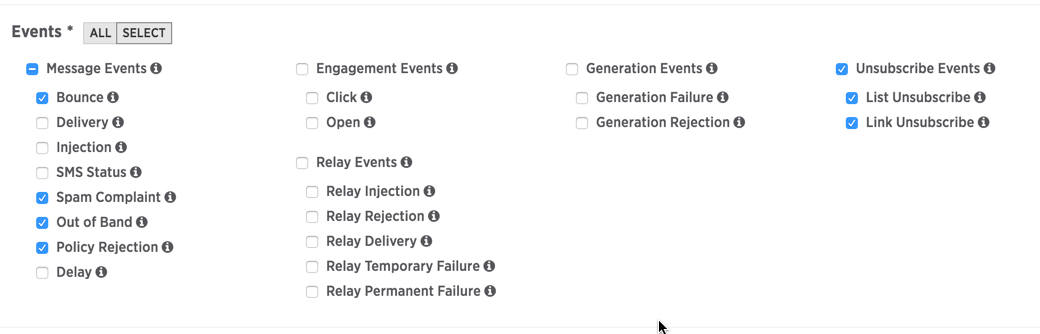 Events * ALL SELECT
Message Events
Bounce
Delivery
Injection
SMS Status
Spam Complaint
Out of Band
Policy Rejection
Delay
Engagement Events
Click
Open
Relay Events
Relay Injection
Relay Rejection
Relay Delivery
Relay Temporary Failure
Relay Permanent Failure
Generation Events
Generation Failure
Generation Rejection
Unsubscribe Events
List Unsubscribe
Link Unsubscribe